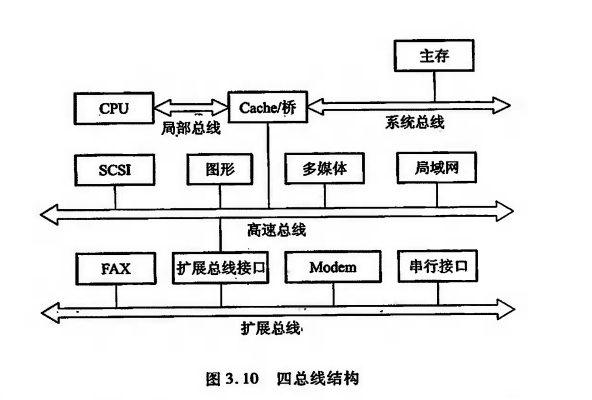 主存
CPU
Cache/桥
局部总线
系统总线
SCSI
图形
多媒体
局域网
高速总线
FAX
扩展总线接口
Modem
串行接口
扩展总线
图 3.10 四总线结构